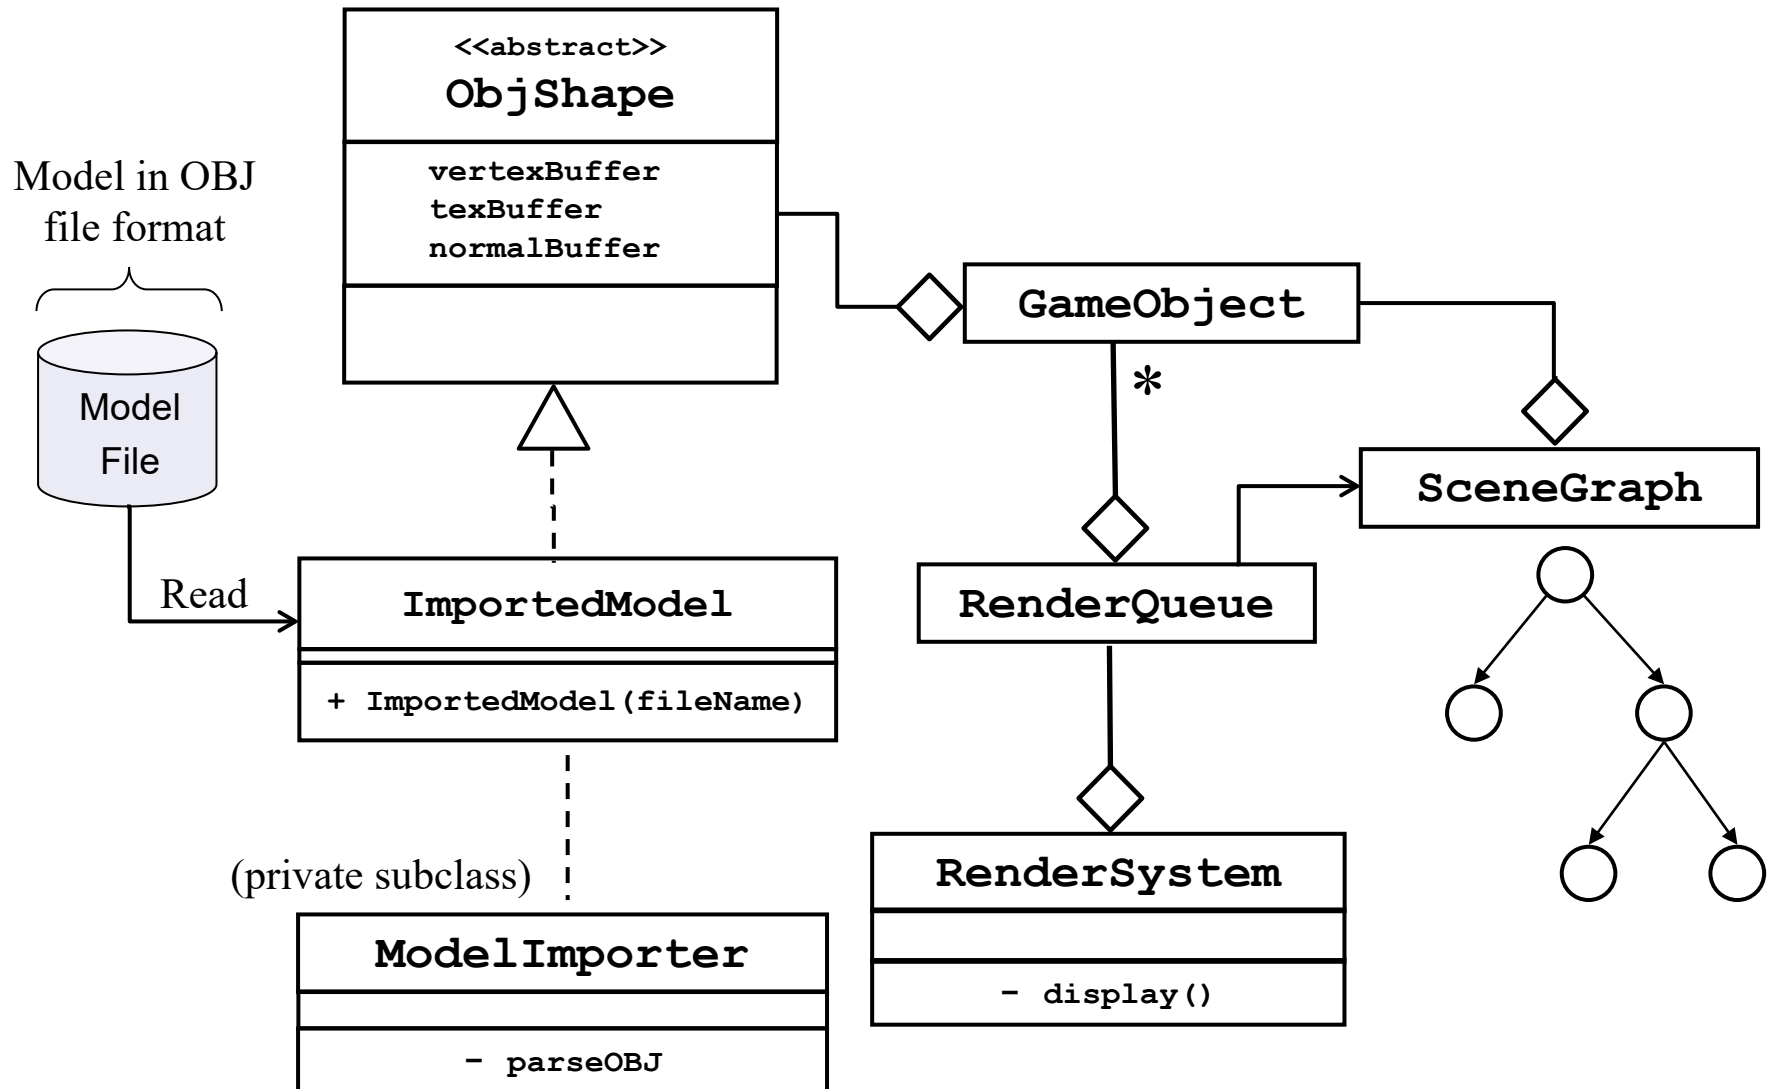 <<abstract>>
ObjShape
vertexBuffer
texBuffer
normalBuffer
Model in OBJ
file format
Model
File
Read
GameObject
*
SceneGraph
ImportedModel
+ ImportedModel(fileName)
RenderQueue
(private subclass)
ModelImporter
- parseOBJ
RenderSystem
- display()